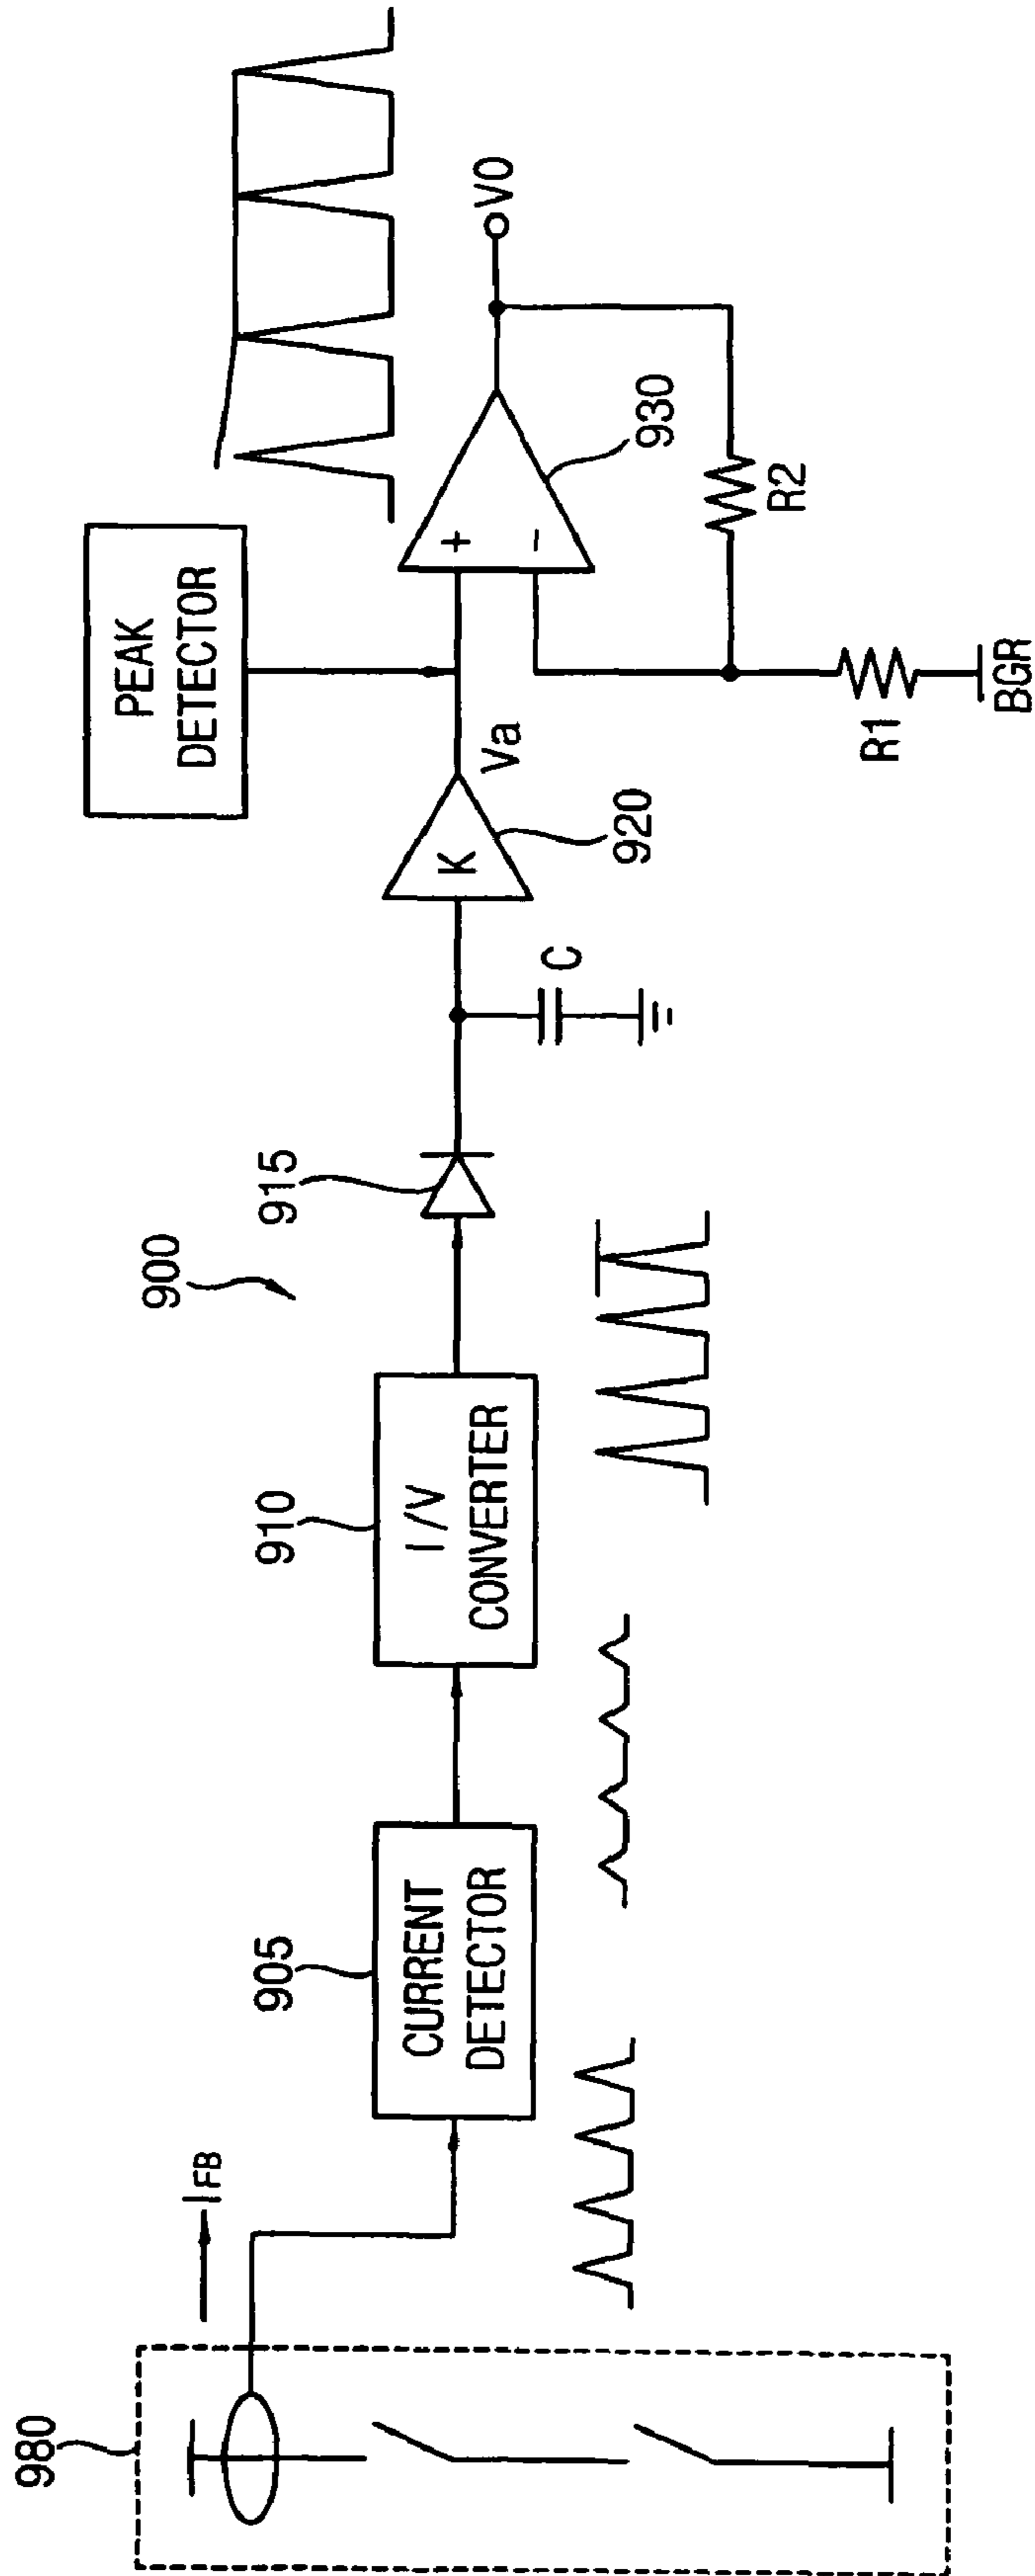 980
IFB
905
CURRENT
DETECTOR
910
I/V
CONVERTER
900
915
C
K
920
Va
PEAK
DETECTOR
+
-
930
VO
R2
R1
BGR